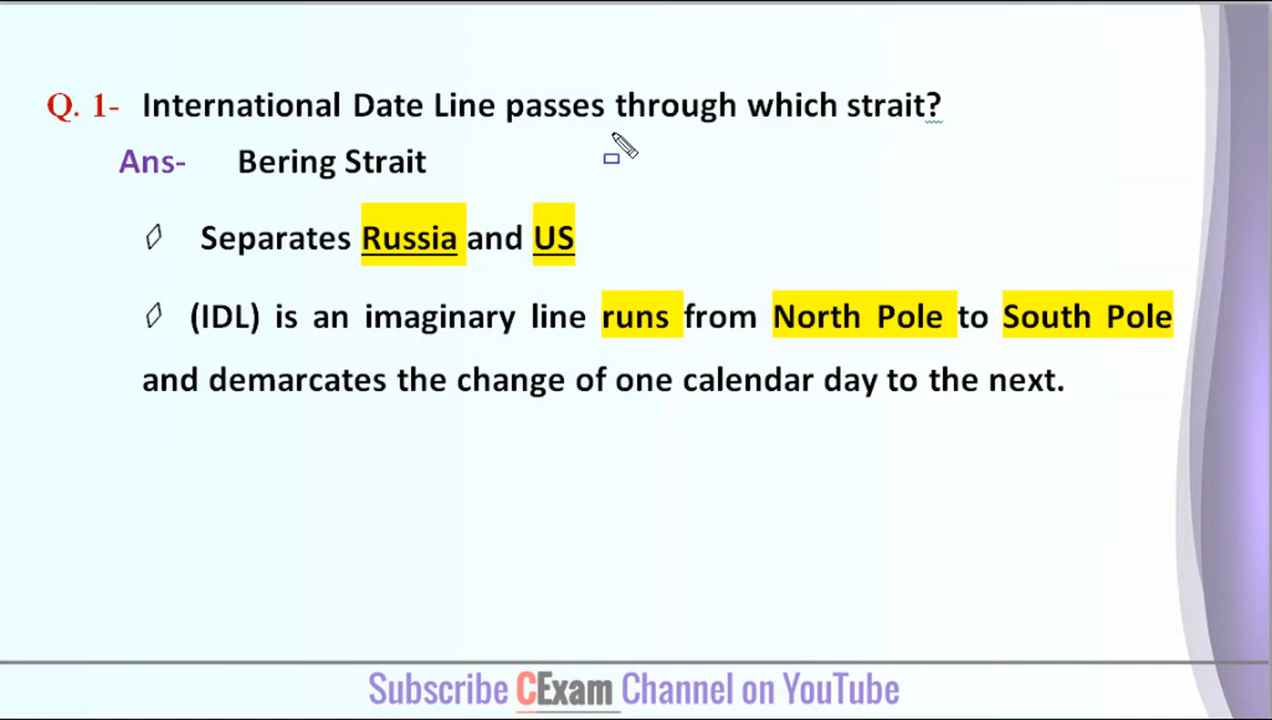 Q. 1- International Date Line passes through which strait?
Ans- Bering Strait
◊ Separates Russia and US
◊ (IDL) is an imaginary line runs from North Pole to South Pole
and demarcates the change of one calendar day to the next.
Subscribe CExam Channel on YouTube